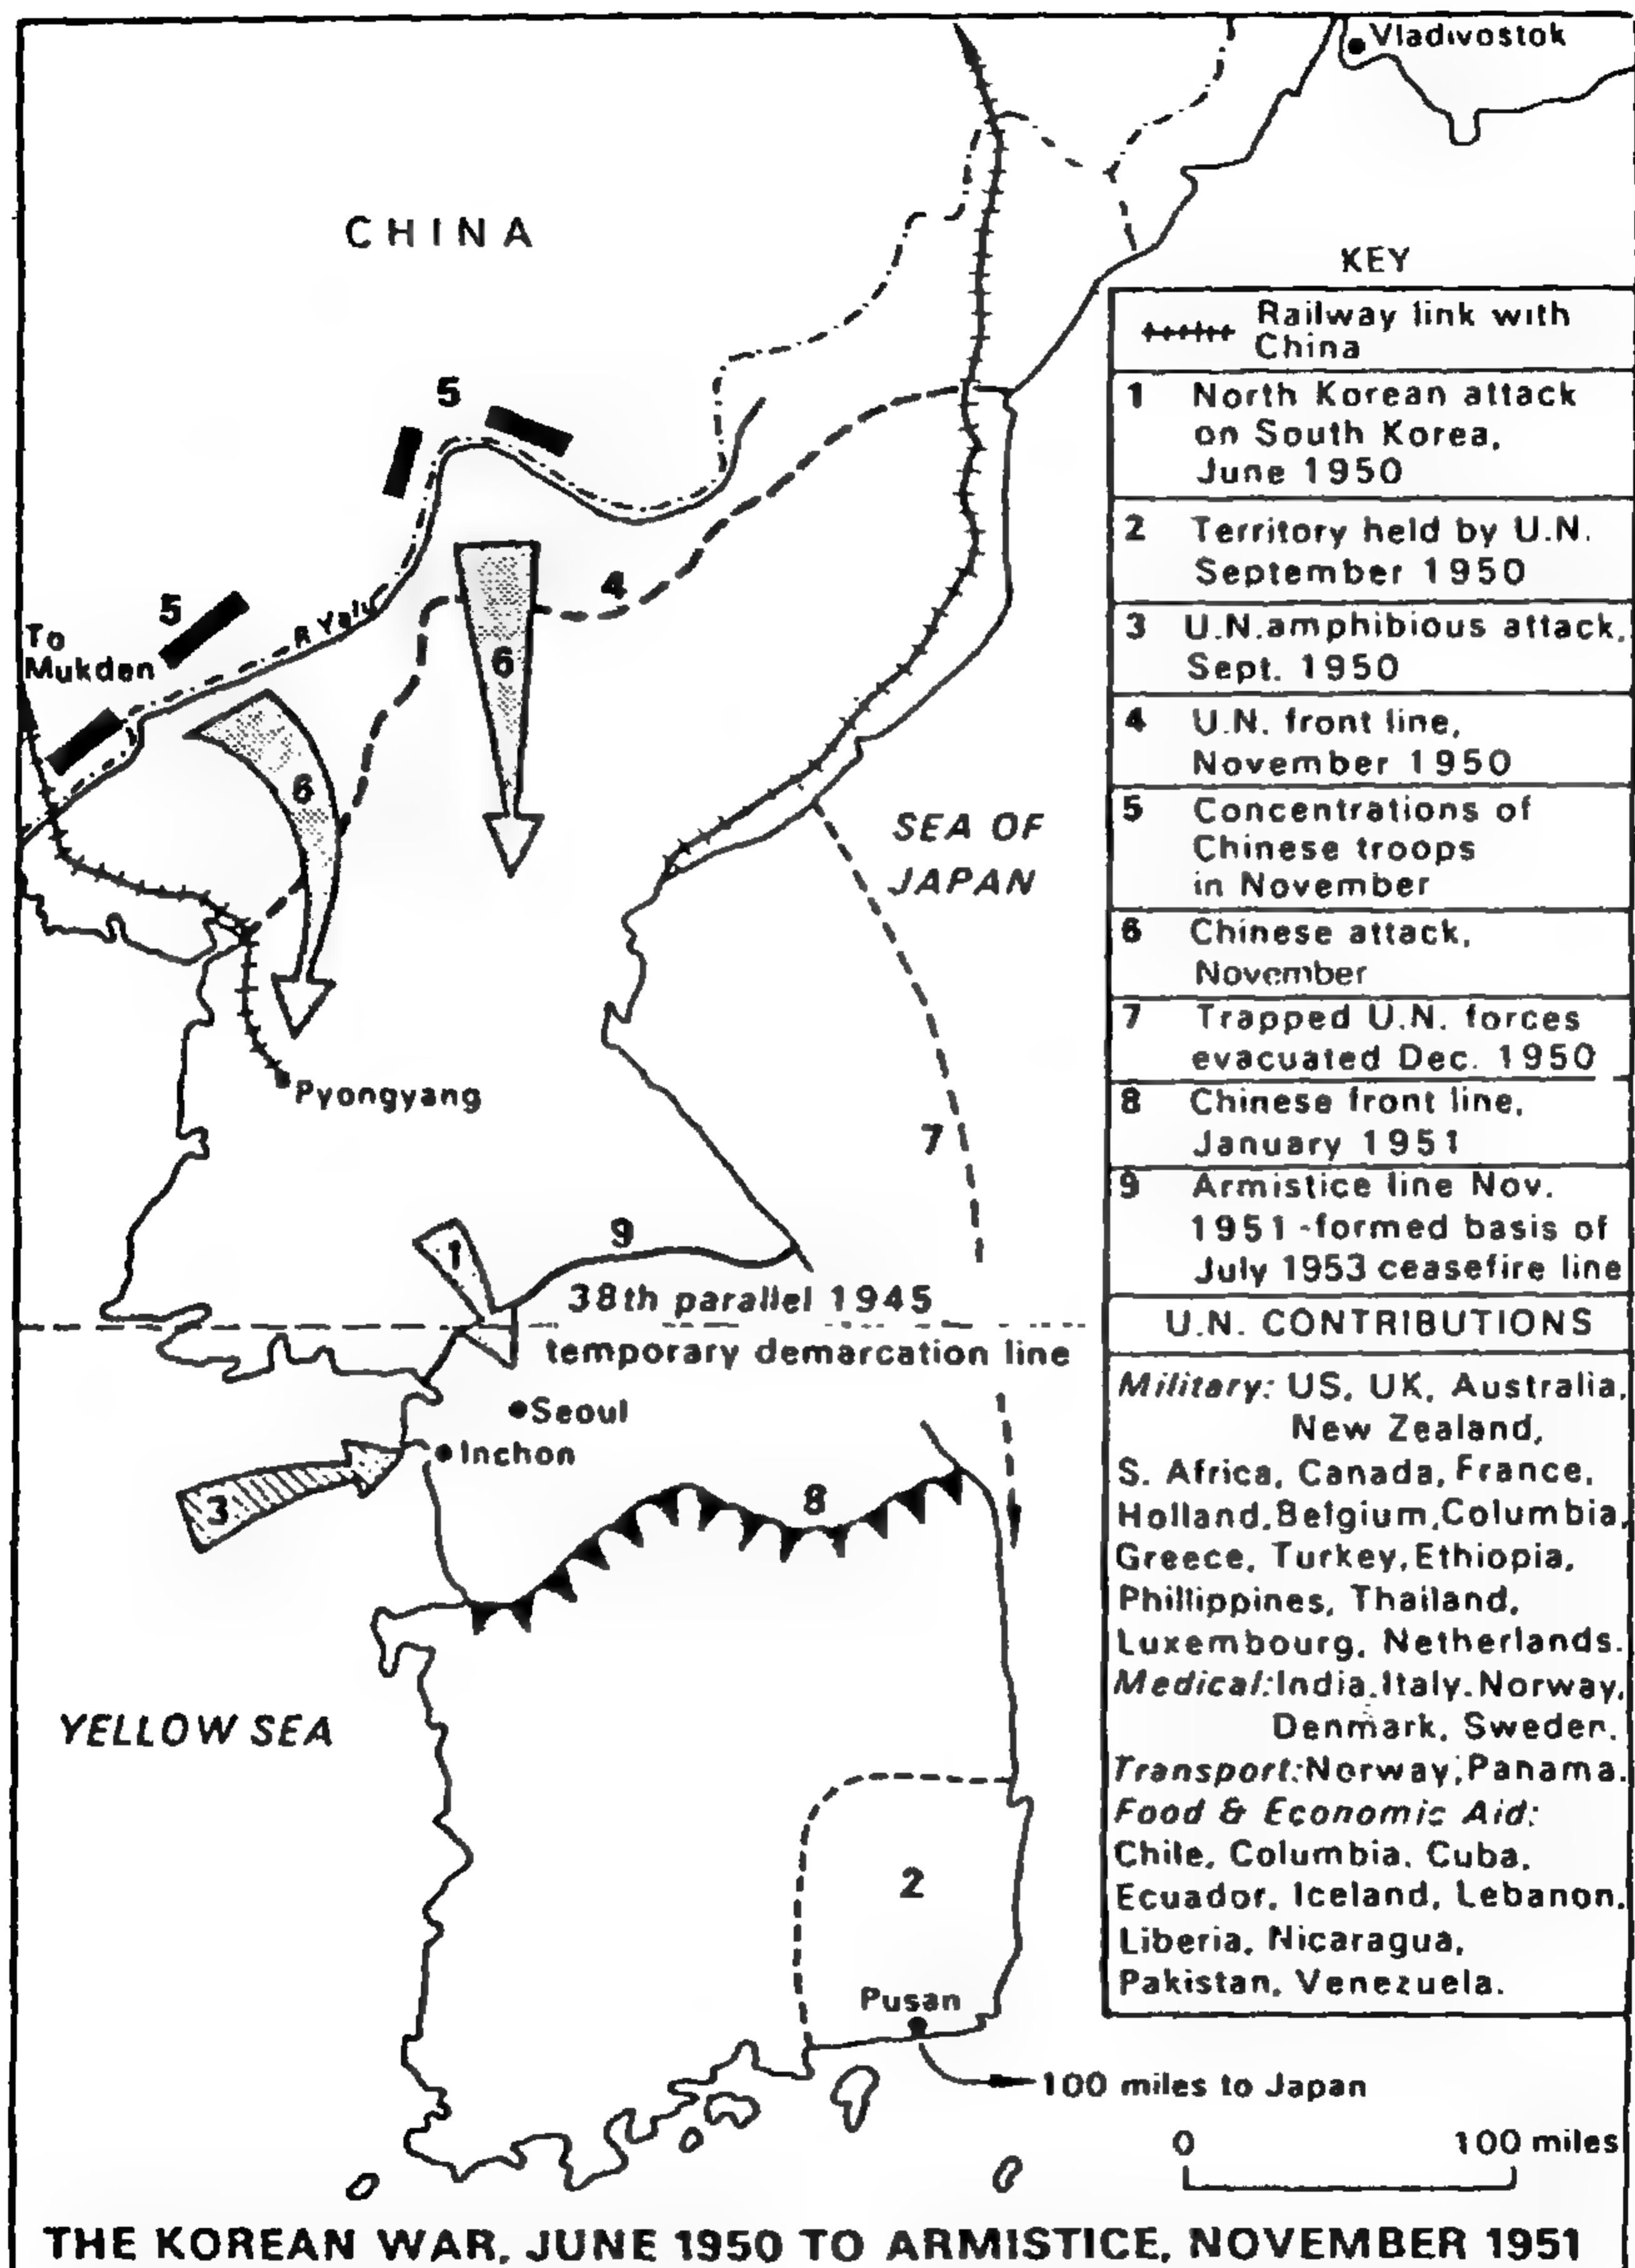 Vladivostok
CHINA
5
5
To
Mukden
R Yalu
4
6
6
SEA OF
JAPAN
Pyongyang
7
1
9
38th parallel 1945
temporary demarcation line
Seoul
Inchon
3
8
YELLOW SEA
2
Pusan
100 miles to Japan
0 100 miles
KEY
Railway link with
China
1 North Korean attack
on South Korea,
June 1950
2 Territory held by U.N.
September 1950
3 U.N.amphibious attack,
Sept. 1950
4 U.N. front line,
November 1950
5 Concentrations of
Chinese troops
in November
6 Chinese attack,
November
7 Trapped U.N. forces
evacuated Dec. 1950
8 Chinese front line,
January 1951
9 Armistice line Nov.
1951-formed basis of
July 1953 ceasefire line
U.N. CONTRIBUTIONS
Military: US, UK, Australia,
New Zealand,
S. Africa, Canada, France,
Holland,Belgium,Columbia,
Greece, Turkey,Ethiopia,
Phillippines, Thailand,
Luxembourg, Netherlands.
Medical:India,Italy.Norway,
Denmark, Sweden.
Transport:Norway,Panama.
Food & Economic Aid:
Chile, Columbia, Cuba,
Ecuador, Iceland, Lebanon,
Liberia, Nicaragua,
Pakistan, Venezuela.
THE KOREAN WAR, JUNE 1950 TO ARMISTICE, NOVEMBER 1951